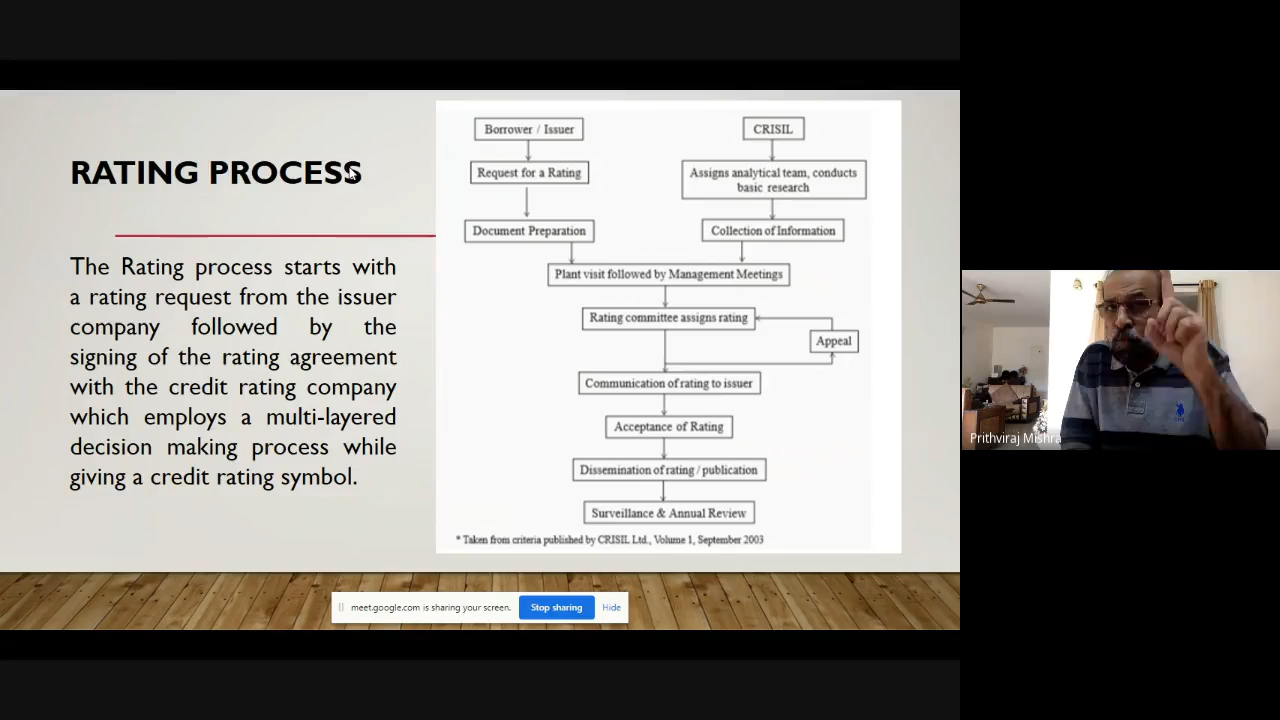 RATING PROCESS
The Rating process starts with
a rating request from the issuer
company followed by the
signing of the rating agreement
with the credit rating company
which employs a multi-layered
decision making process while
giving a credit rating symbol.
Borrower / Issuer
CRISIL
Request for a Rating
Assigns analytical team, conducts
basic research
Document Preparation
Collection of Information
Plant visit followed by Management Meetings
Rating committee assigns rating
Appeal
Communication of rating to issuer
Acceptance of Rating
Dissemination of rating / publication
Surveillance & Annual Review
* Taken from criteria published by CRISIL Ltd., Volume 1, September 2003
meet.google.com is sharing your screen.
Stop sharing
Hide
Prithviraj Mishra